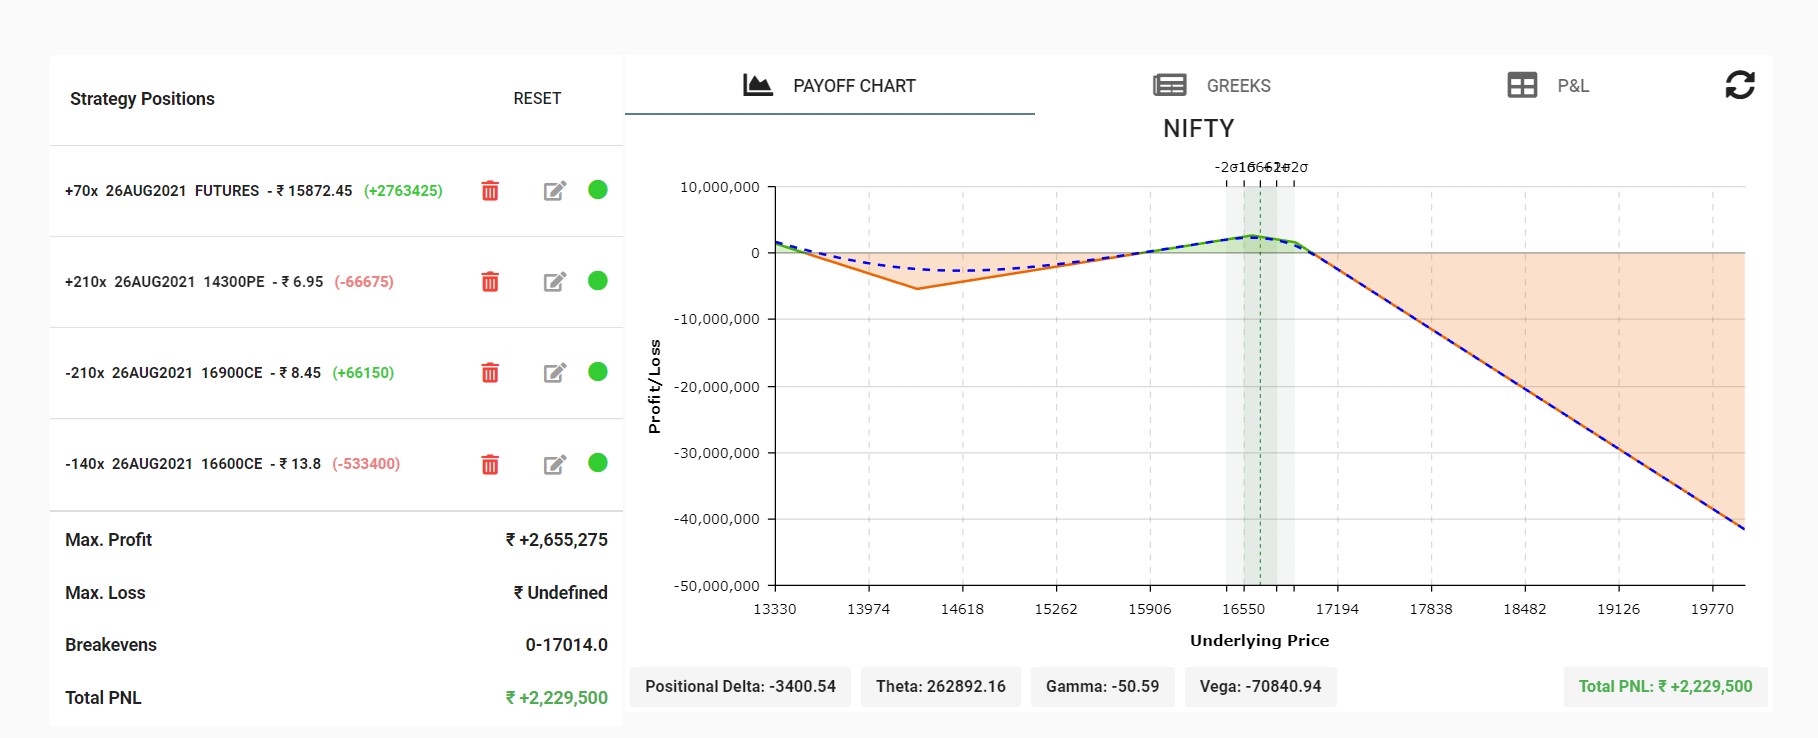 Strategy Positions RESET
+70x 26AUG2021 FUTURES - ₹ 15872.45 (+2763425)
+210x 26AUG2021 14300PE - ₹ 6.95 (-66675)
-210x 26AUG2021 16900CE - ₹ 8.45 (+66150)
-140x 26AUG2021 16600CE - ₹ 13.8 (-533400)
Max. Profit ₹ +2,655,275
Max. Loss ₹ Undefined
Breakevens 0-17014.0
Total PNL ₹ +2,229,500
PAYOFF CHART GREEKS P&L
NIFTY
-2σ +2σ
10,000,000
0
-10,000,000
-20,000,000
-30,000,000
-40,000,000
-50,000,000
Profit/Loss
13330 13974 14618 15262 15906 16550 17194 17838 18482 19126 19770
Underlying Price
Positional Delta: -3400.54 Theta: 262892.16 Gamma: -50.59 Vega: -70840.94 Total PNL: ₹ +2,229,500